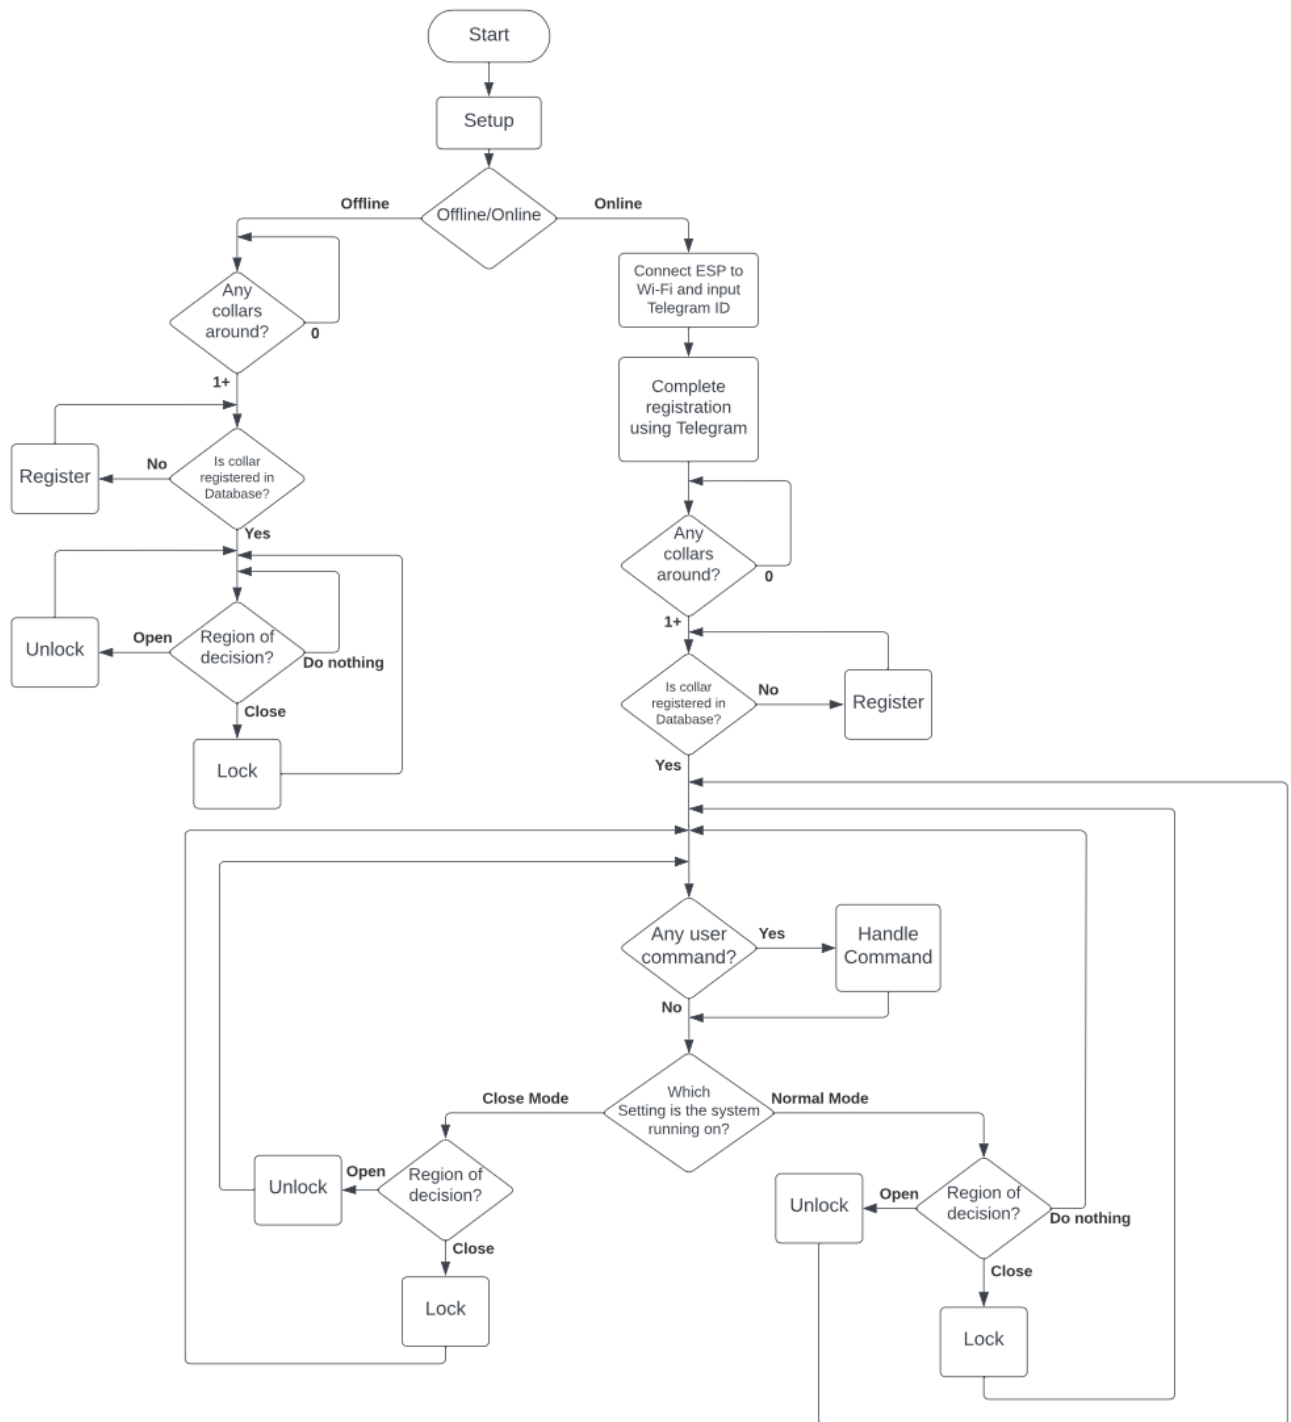 Start
Setup
Offline/Online
Offline
Online
Any
collars
around?
0
1+
Is collar
registered in
Database?
No
Register
Yes
Region of
decision?
Open
Unlock
Do nothing
Close
Lock
Connect ESP to
Wi-Fi and input
Telegram ID
Complete
registration
using Telegram
Any
collars
around?
0
1+
Is collar
registered in
Database?
No
Register
Yes
Any user
command?
Yes
Handle
Command
No
Which
Setting is the system
running on?
Close Mode
Normal Mode
Region of
decision?
Open
Unlock
Close
Lock
Region of
decision?
Open
Unlock
Do nothing
Close
Lock